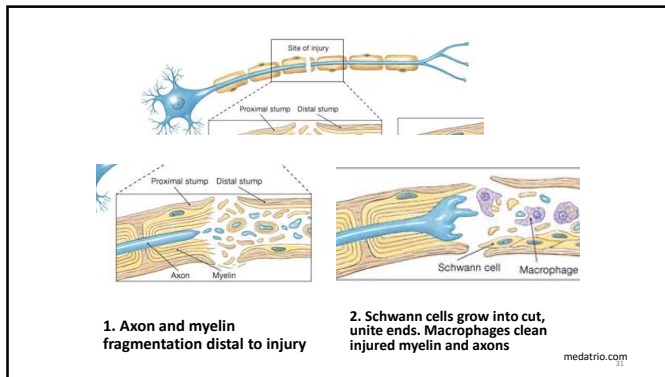 Site of injury
Proximal stump Distal stump
Proximal stump Distal stump
Axon Myelin
Schwann cell Macrophage
1. Axon and myelin
fragmentation distal to injury
2. Schwann cells grow into cut,
unite ends. Macrophages clean
injured myelin and axons
medatrio.com
31